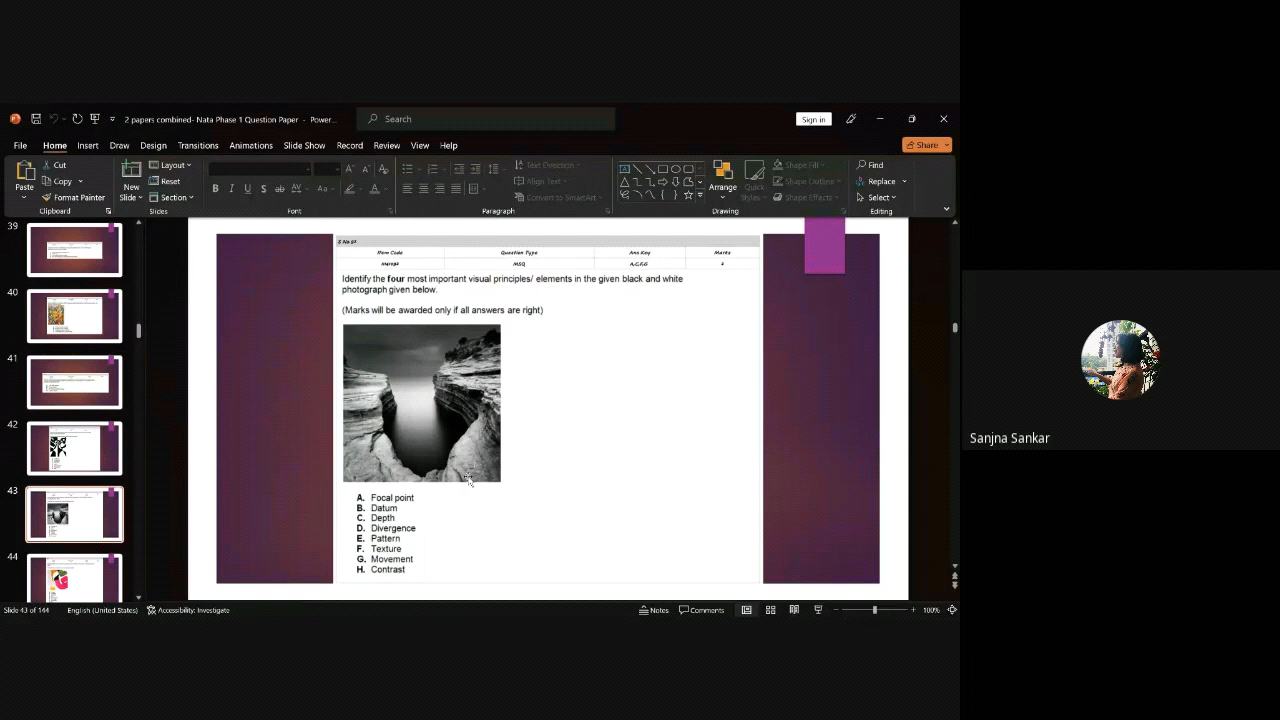 2 papers combined- Nata Phase 1 Question Paper - Power...
Search
Sign in
File Home Insert Draw Design Transitions Animations Slide Show Record Review View Help
Share
Paste
Cut
Copy
Format Painter
Clipboard
New
Slide
Layout
Reset
Section
Slides
Font
Text Direction
Align Text
Convert to SmartArt
Paragraph
Arrange
Quick
Styles
Shape Fill
Shape Outline
Shape Effects
Drawing
Find
Replace
Select
Editing
39
40
41
42
43
44
Item Code Question Type Ans Key Marks
MSQ
Identify the four most important visual principles/ elements in the given black and white
photograph given below.
(Marks will be awarded only if all answers are right)
A. Focal point
B. Datum
C. Depth
D. Divergence
E. Pattern
F. Texture
G. Movement
H. Contrast
Sanjna Sankar
Slide 43 of 144 English (United States) Accessibility: Investigate Notes Comments 100%